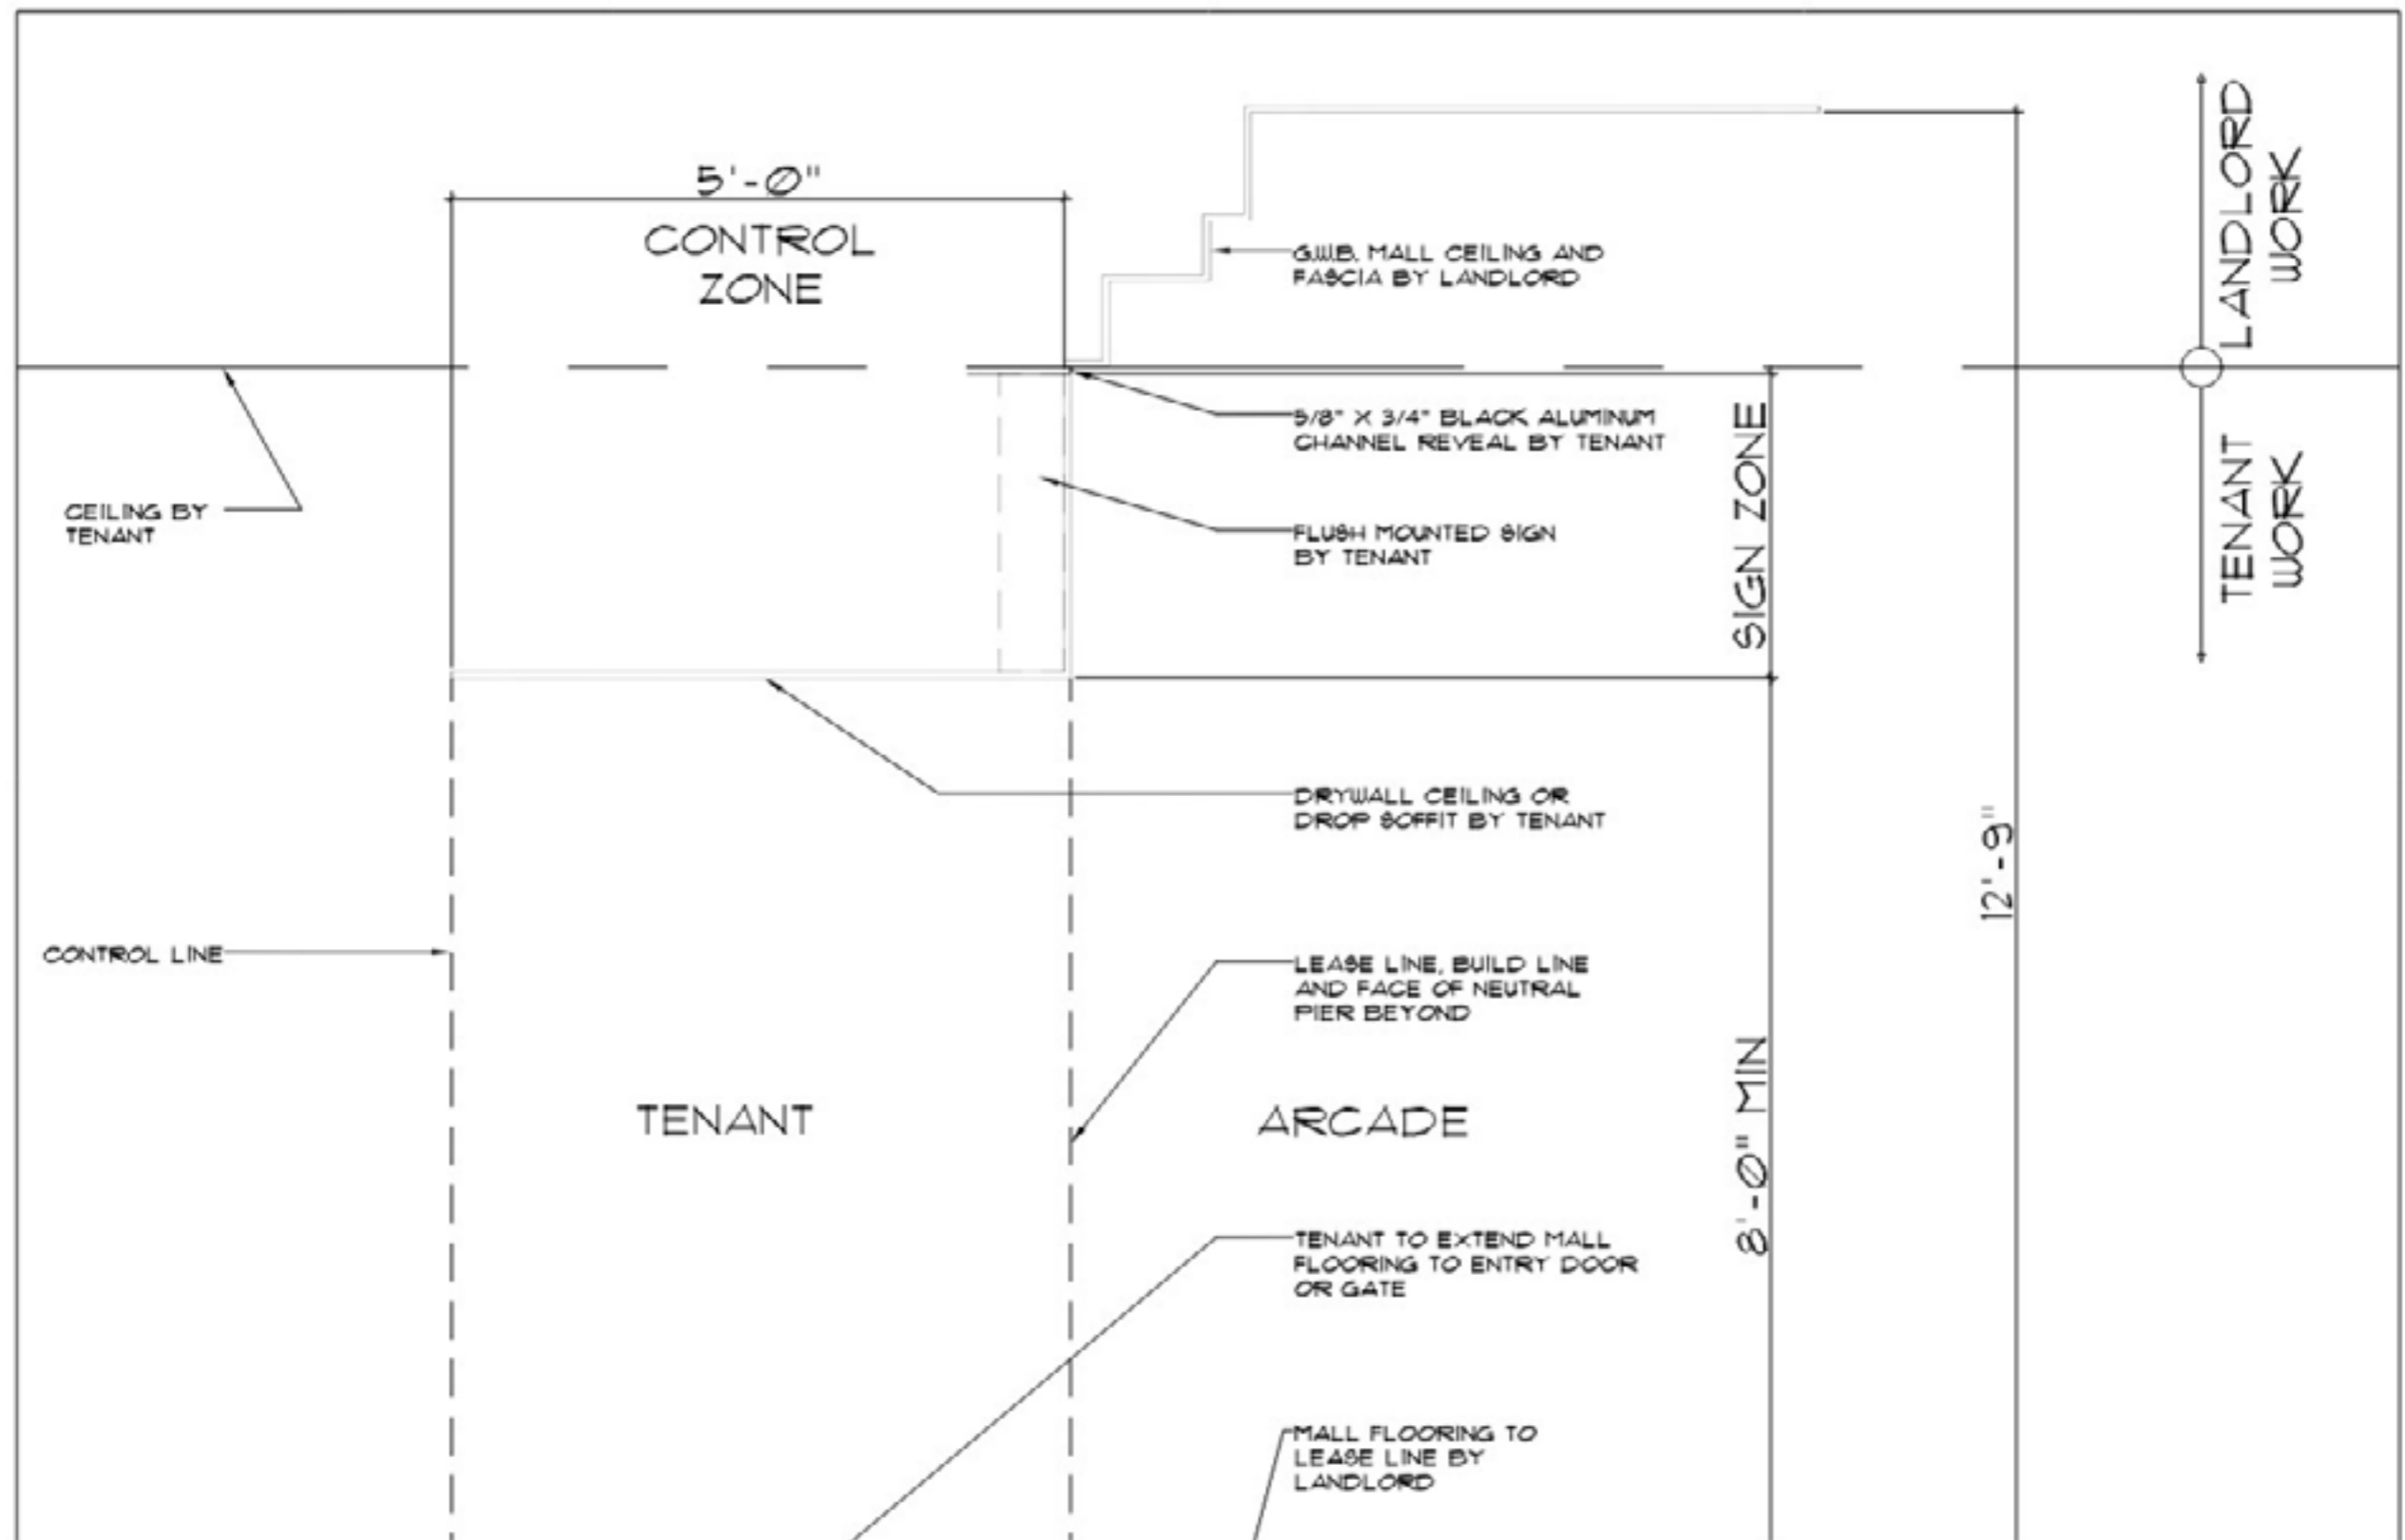 5'-0"
CONTROL
ZONE
G.W.B. MALL CEILING AND
FASCIA BY LANDLORD
LANDLORD
WORK
5/8" X 3/4" BLACK ALUMINUM
CHANNEL REVEAL BY TENANT
SIGN ZONE
TENANT
WORK
CEILING BY
TENANT
FLUSH MOUNTED SIGN
BY TENANT
DRYWALL CEILING OR
DROP SOFFIT BY TENANT
12'-9"
CONTROL LINE
LEASE LINE, BUILD LINE
AND FACE OF NEUTRAL
PIER BEYOND
TENANT
ARCADE
8'-0" MIN
TENANT TO EXTEND MALL
FLOORING TO ENTRY DOOR
OR GATE
MALL FLOORING TO
LEASE LINE BY
LANDLORD